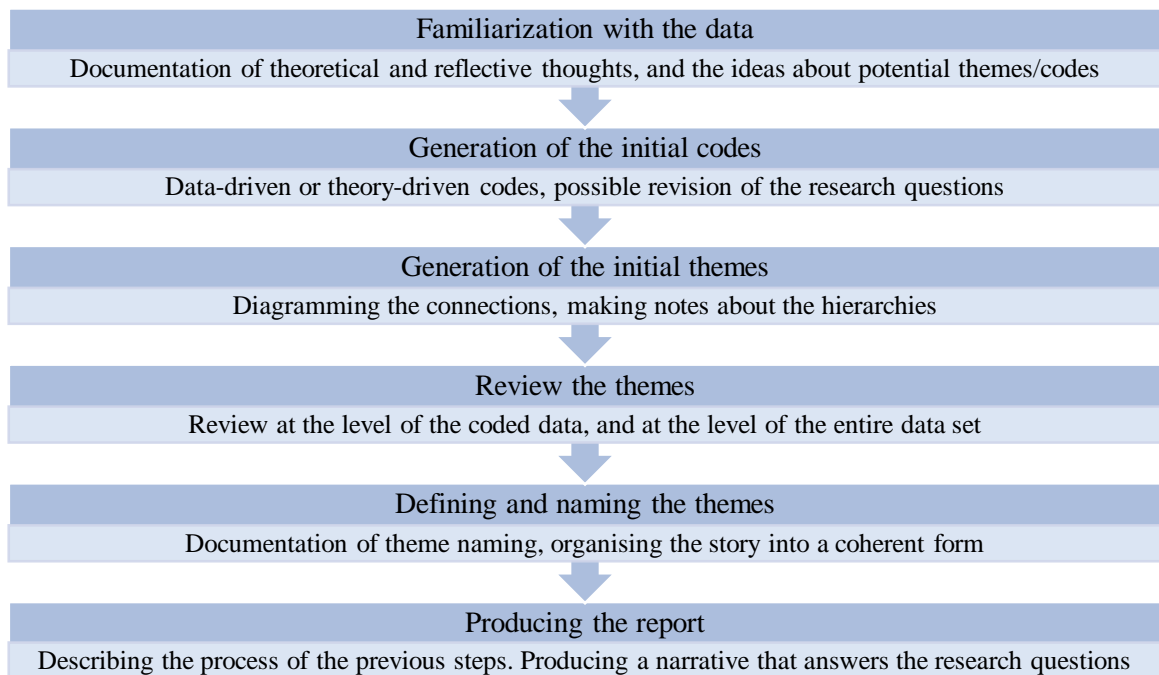 Familiarization with the data
Documentation of theoretical and reflective thoughts, and the ideas about potential themes/codes
Generation of the initial codes
Data-driven or theory-driven codes, possible revision of the research questions
Generation of the initial themes
Diagramming the connections, making notes about the hierarchies
Review the themes
Review at the level of the coded data, and at the level of the entire data set
Defining and naming the themes
Documentation of theme naming, organising the story into a coherent form
Producing the report
Describing the process of the previous steps. Producing a narrative that answers the research questions